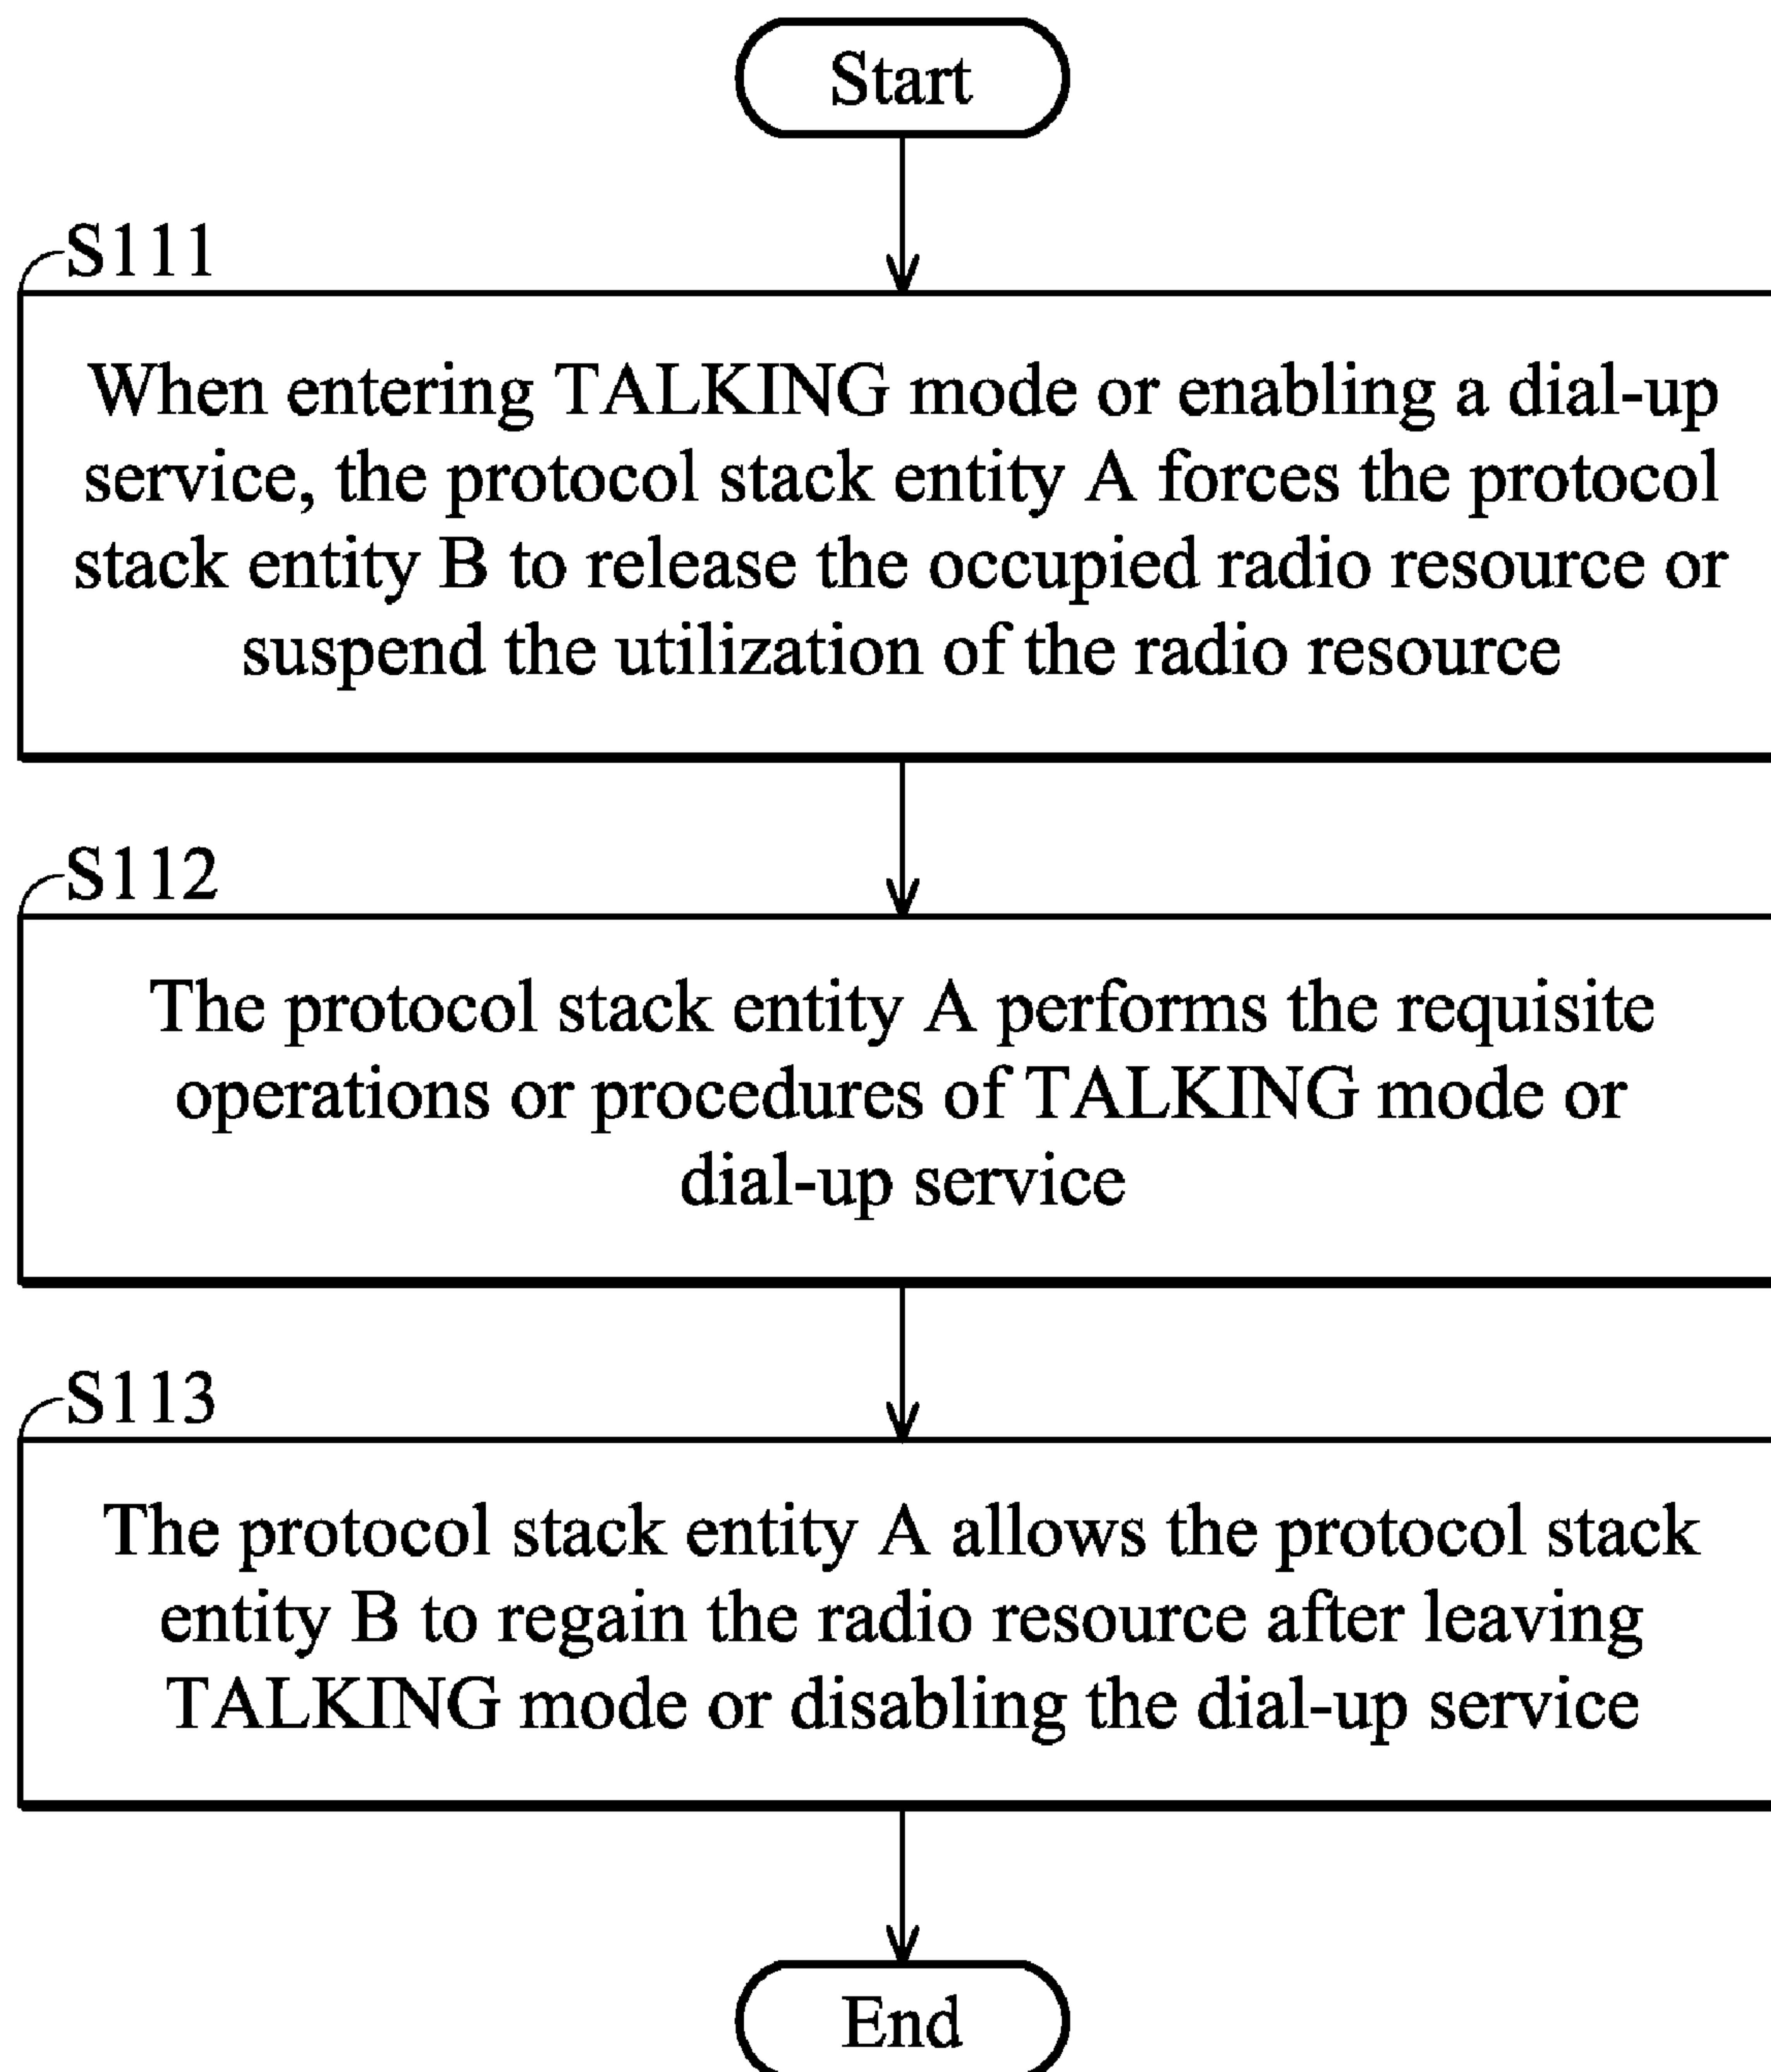 Start
S111
When entering TALKING mode or enabling a dial-up
service, the protocol stack entity A forces the protocol
stack entity B to release the occupied radio resource or
suspend the utilization of the radio resource
S112
The protocol stack entity A performs the requisite
operations or procedures of TALKING mode or
dial-up service
S113
The protocol stack entity A allows the protocol stack
entity B to regain the radio resource after leaving
TALKING mode or disabling the dial-up service
End